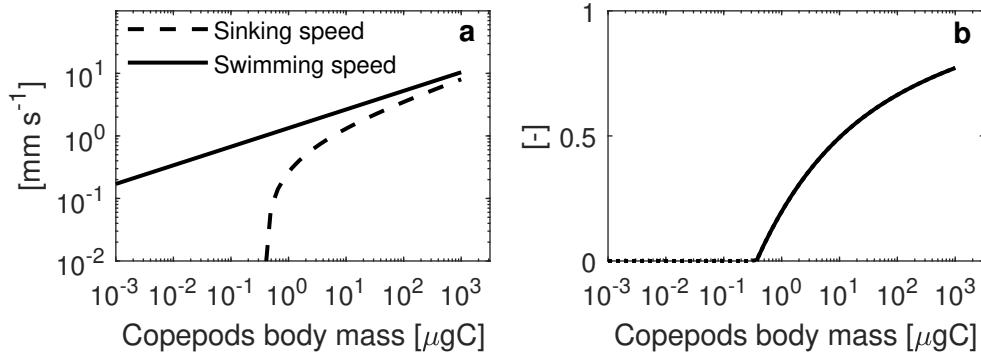 Sinking speed
Swimming speed
a
[mm s⁻¹]
10¹
10⁰
10⁻¹
10⁻²
10⁻³ 10⁻² 10⁻¹ 10⁰ 10¹ 10² 10³
Copepods body mass [μgC]
b
[-]
1
0.5
0
10⁻³ 10⁻² 10⁻¹ 10⁰ 10¹ 10² 10³
Copepods body mass [μgC]